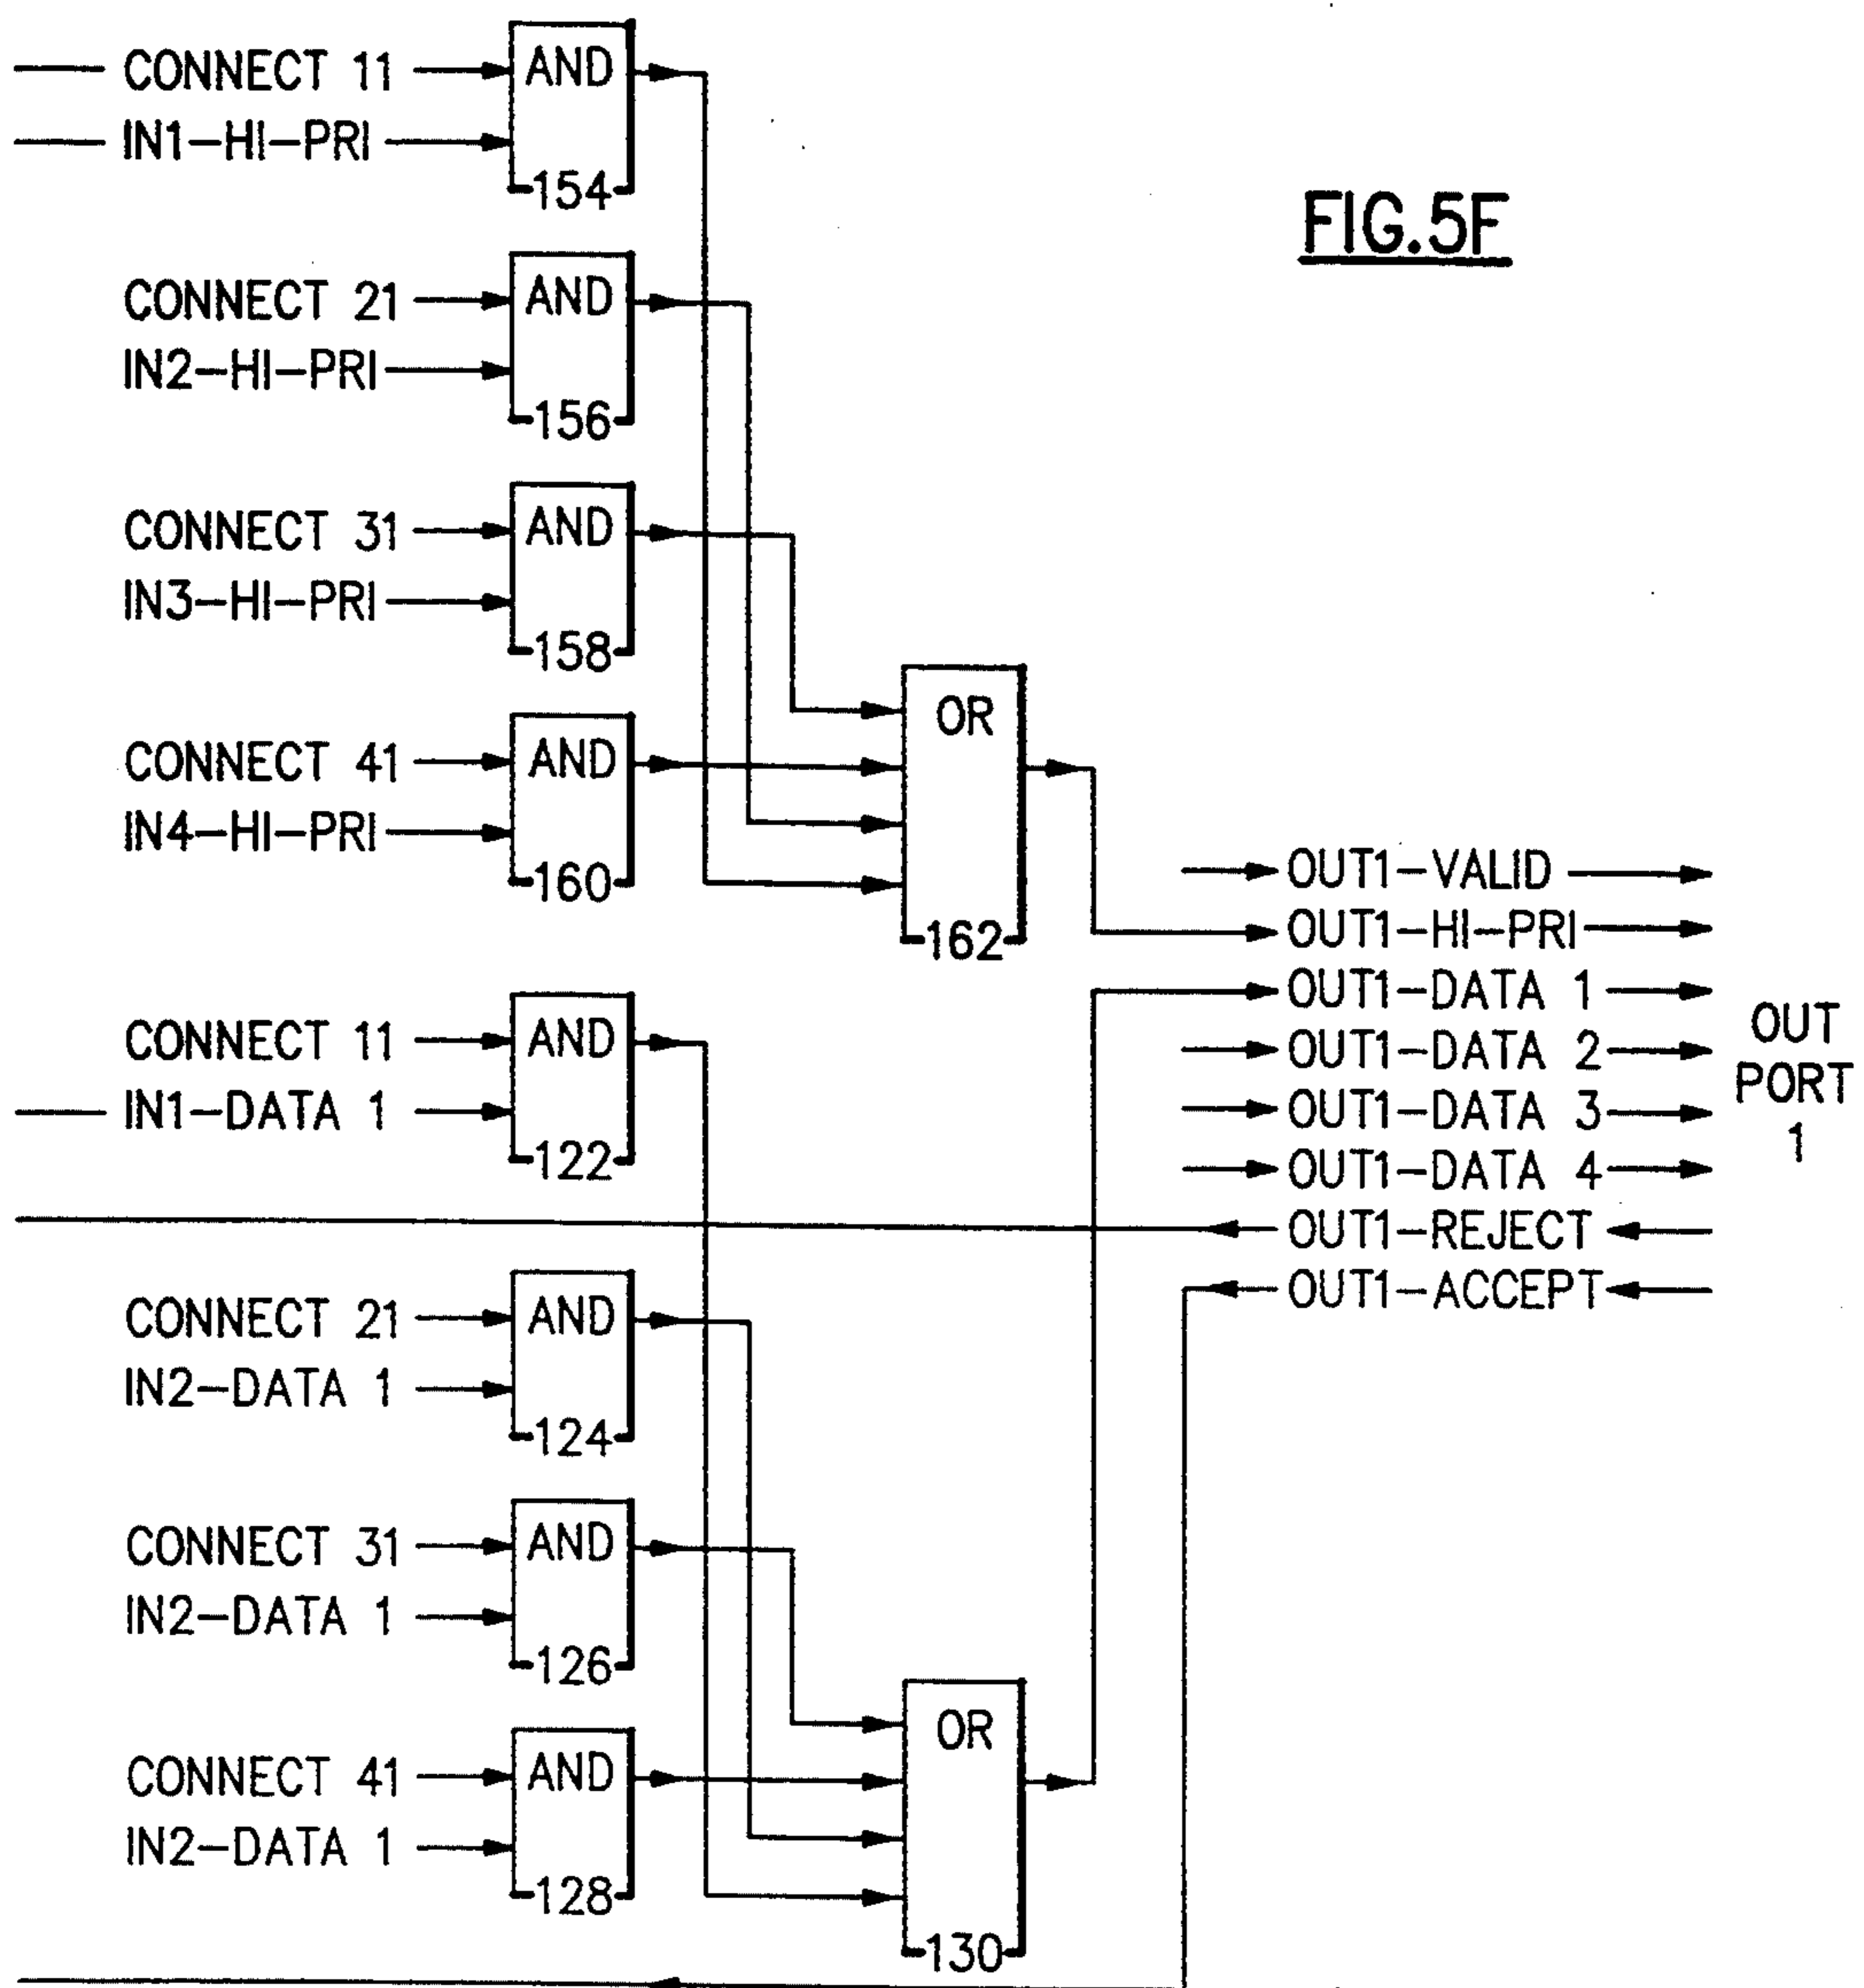 FIG.5F
CONNECT 11
IN1-HI-PRI
AND
154
CONNECT 21
IN2-HI-PRI
AND
156
CONNECT 31
IN3-HI-PRI
AND
158
CONNECT 41
IN4-HI-PRI
AND
160
OR
162
CONNECT 11
IN1-DATA 1
AND
122
CONNECT 21
IN2-DATA 1
AND
124
CONNECT 31
IN2-DATA 1
AND
126
CONNECT 41
IN2-DATA 1
AND
128
OR
130
OUT1-VALID
OUT1-HI-PRI
OUT1-DATA 1
OUT1-DATA 2
OUT1-DATA 3
OUT1-DATA 4
OUT1-REJECT
OUT1-ACCEPT
OUT
PORT
1